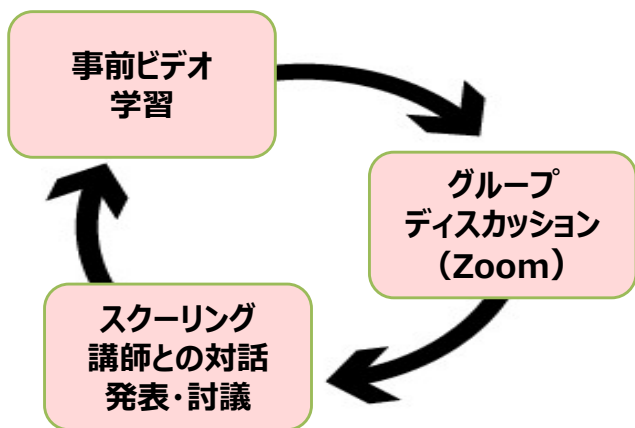 事前ビデオ
学習
グループ
ディスカッション
（Zoom）
スクーリング
講師との対話
発表・討議